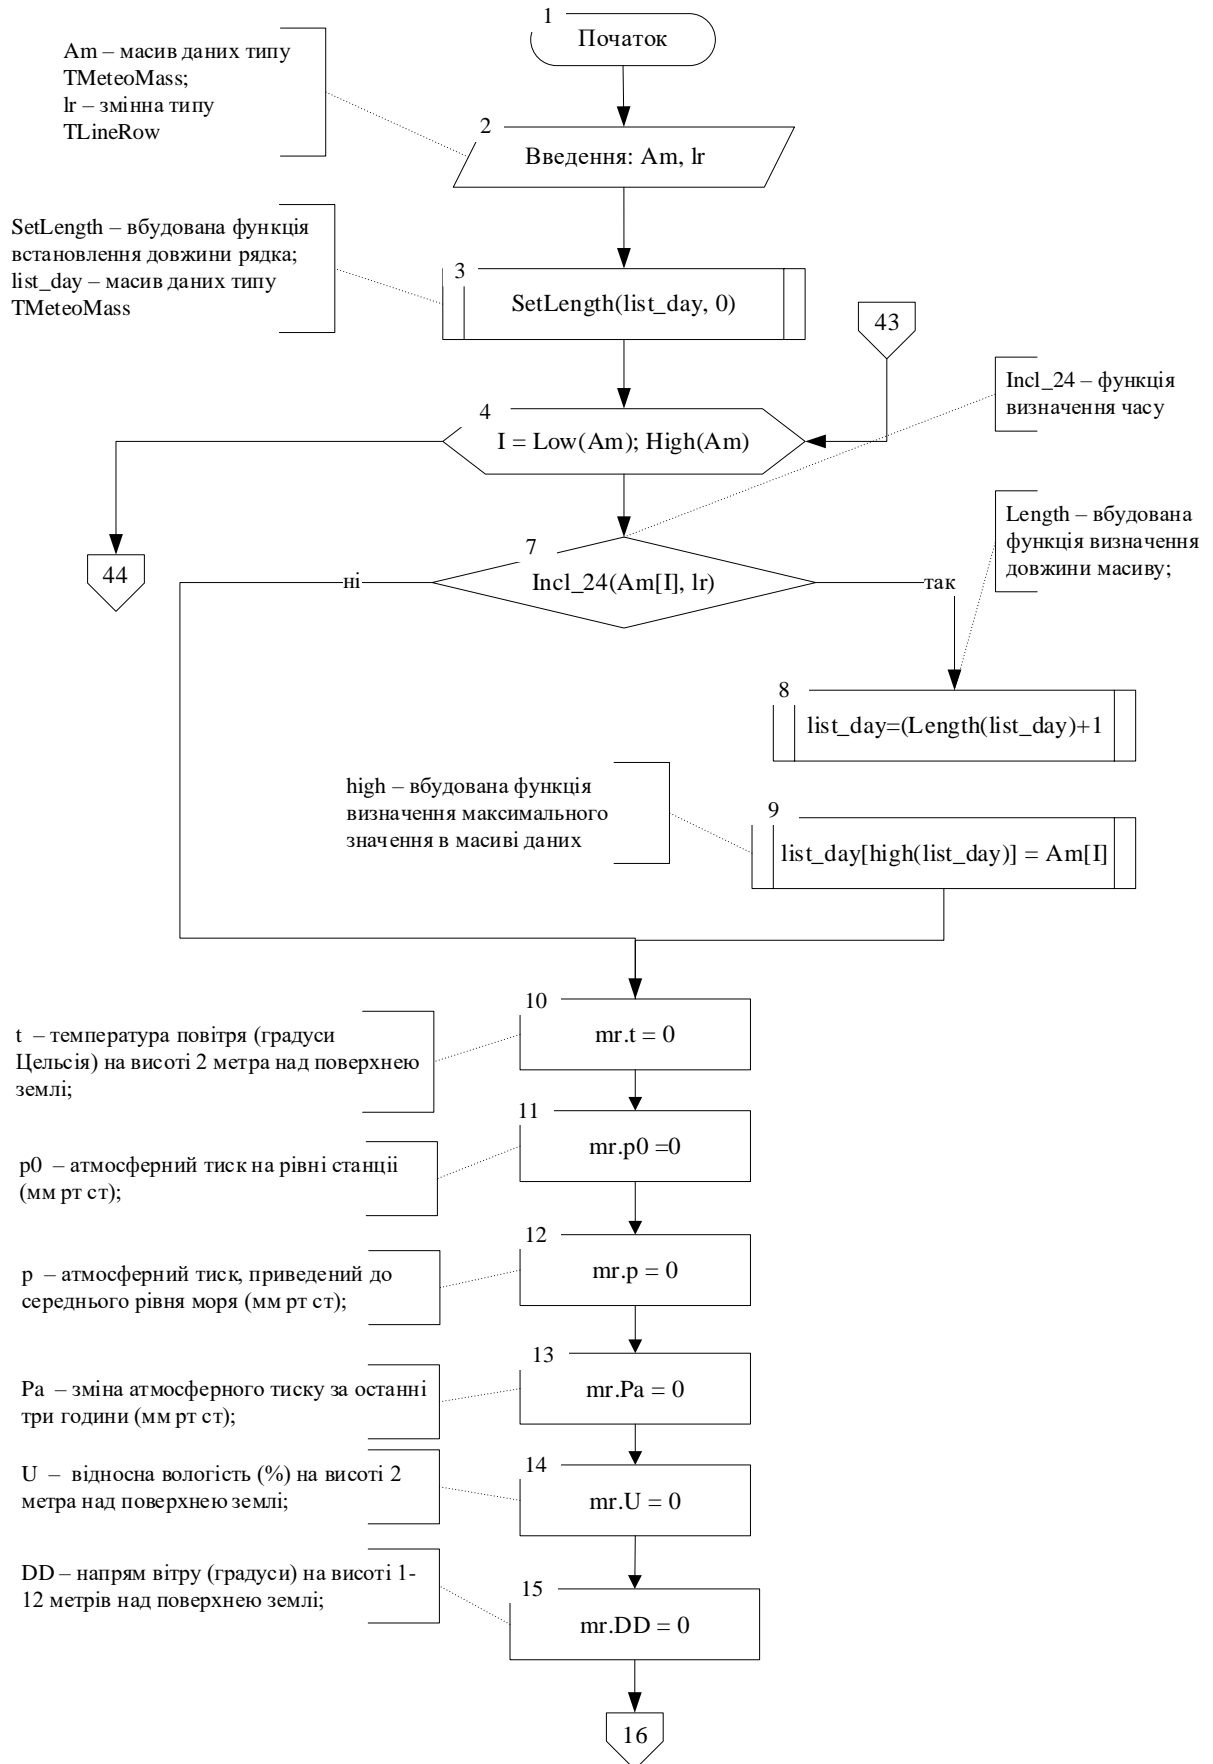 1
Початок
Am – масив даних типу
TMeteoMass;
lr – змінна типу
TLineRow
2
Введення: Am, lr
SetLength – вбудована функція
встановлення довжини рядка;
list_day – масив даних типу
TMeteoMass
3
SetLength(list_day, 0)
43
Incl_24 – функція
визначення часу
4
I = Low(Am); High(Am)
Length – вбудована
функція визначення
довжини масиву;
44
7
Incl_24(Am[I], lr)
ні
так
8
list_day=(Length(list_day)+1
high – вбудована функція
визначення максимального
значення в масиві даних
9
list_day[high(list_day)] = Am[I]
10
mr.t = 0
t – температура повітря (градуси
Цельсія) на висоті 2 метра над поверхнею
землі;
11
mr.p0 =0
p0 – атмосферний тиск на рівні станціі
(мм рт ст);
12
mr.p = 0
p – атмосферний тиск, приведений до
середнього рівня моря (мм рт ст);
13
mr.Pa = 0
Pa – зміна атмосферного тиску за останні
три години (мм рт ст);
14
mr.U = 0
U – відносна вологість (%) на висоті 2
метра над поверхнею землі;
15
mr.DD = 0
DD – напрям вітру (градуси) на висоті 1-
12 метрів над поверхнею землі;
16